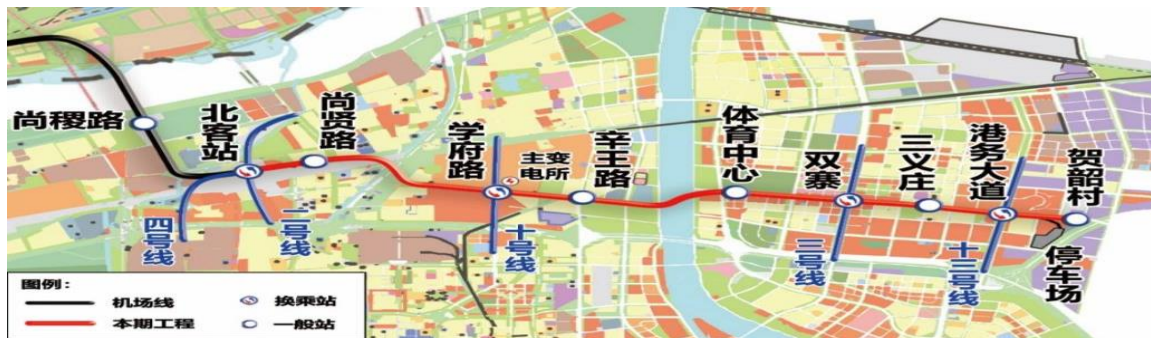 尚稷路
北客站
尚贤路
学府路
主变
电所
辛王路
体育中心
双寨
三义庄
港务大道
贺韶村
四号线
一号线
十号线
三号线
十三号线
停车场
图例：
机场线
换乘站
本期工程
一般站